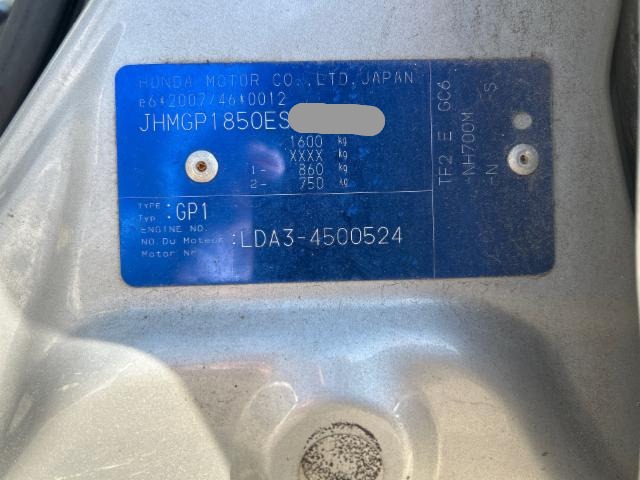 HONDA MOTOR CO.,LTD.JAPAN
e6*2007/46*0012
JHMGP1850ES
1600 kg
XXXX kg
1- 860 kg
2- 750 kg
TYPE
Typ :GP1
ENGINE NO.
NO.Du Moteur :LDA3-4500524
Motor Nr
TF2 E GC6
-NH700M S
-N